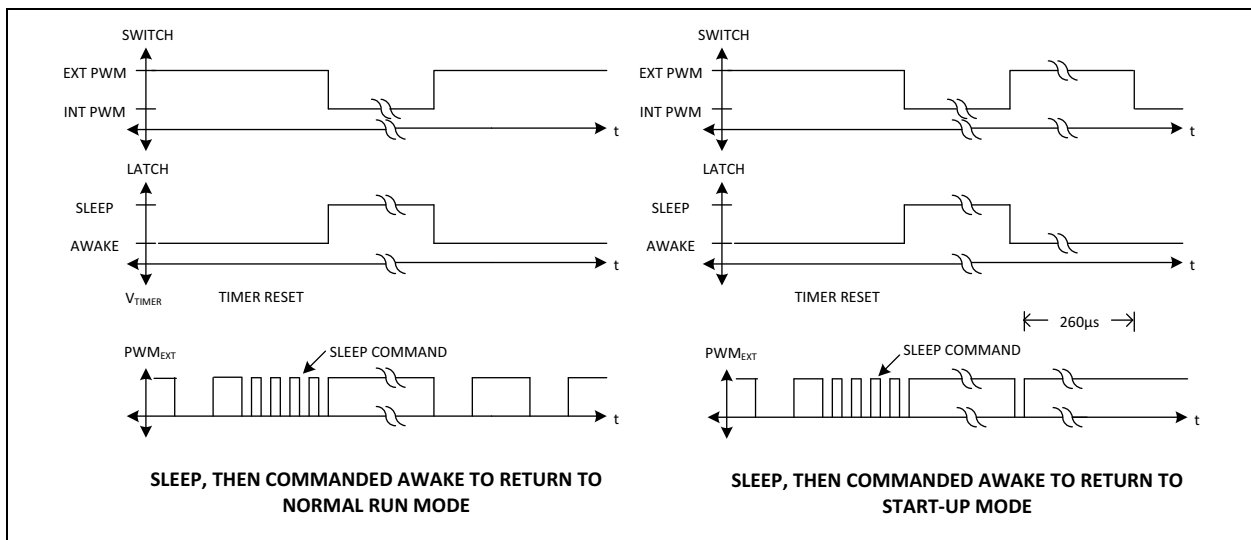 SWITCH
EXT PWM
INT PWM
t
LATCH
SLEEP
AWAKE
t
VTIMER
TIMER RESET
PWMEXT
SLEEP COMMAND
t
SLEEP, THEN COMMANDED AWAKE TO RETURN TO
NORMAL RUN MODE
SWITCH
EXT PWM
INT PWM
t
LATCH
SLEEP
AWAKE
t
TIMER RESET
260µs
PWMEXT
SLEEP COMMAND
t
SLEEP, THEN COMMANDED AWAKE TO RETURN TO
START-UP MODE